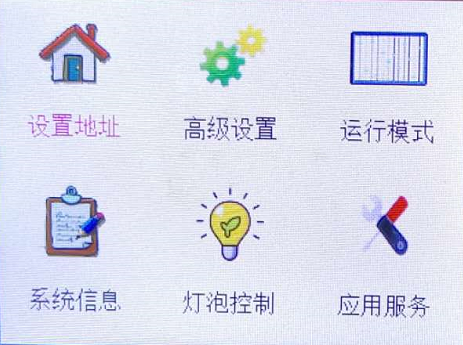 设置地址
高级设置
运行模式
系统信息
灯泡控制
应用服务